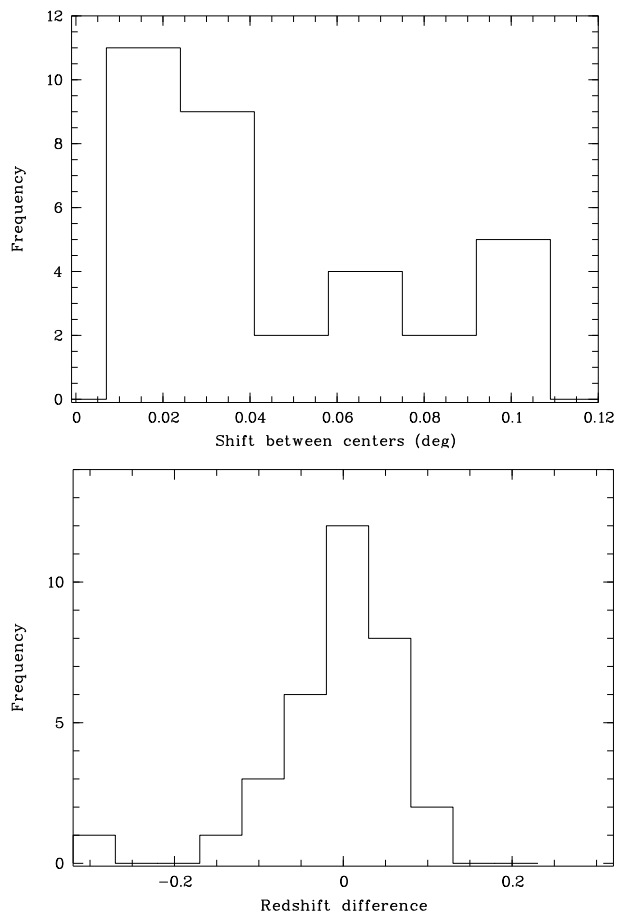 12
10
8
6
4
2
0
Frequency
0 0.02 0.04 0.06 0.08 0.1 0.12
Shift between centers (deg)
10
5
0
Frequency
−0.2 0 0.2
Redshift difference